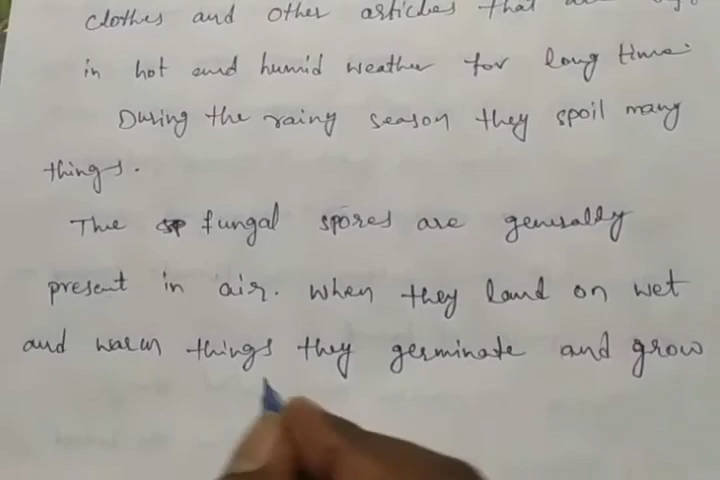 clothes and other articles that
in hot and humid weather for long time.
During the rainy season they spoil many
things.
The sp fungal spores are generally
present in air. When they land on wet
and warm things they germinate and grow